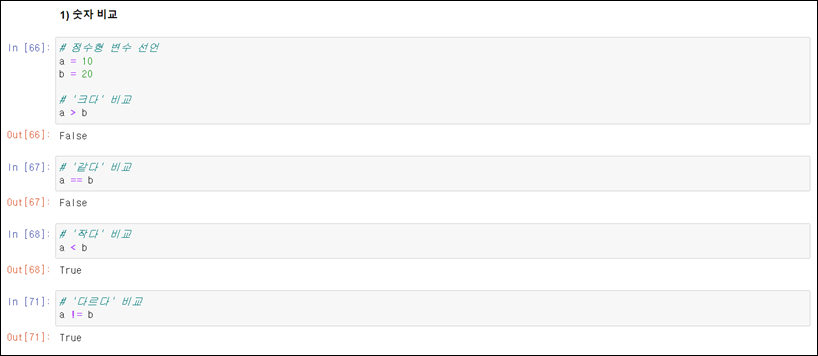 1) 숫자 비교
In [66]: # 정수형 변수 선언
a = 10
b = 20
# '크다' 비교
a > b
Out[66]: False
In [67]: # '같다' 비교
a == b
Out[67]: False
In [68]: # '작다' 비교
a < b
Out[68]: True
In [71]: # '다르다' 비교
a != b
Out[71]: True